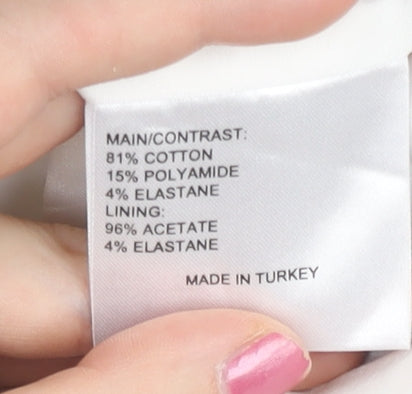 MAIN/CONTRAST:
81% COTTON
15% POLYAMIDE
4% ELASTANE
LINING:
96% ACETATE
4% ELASTANE
MADE IN TURKEY